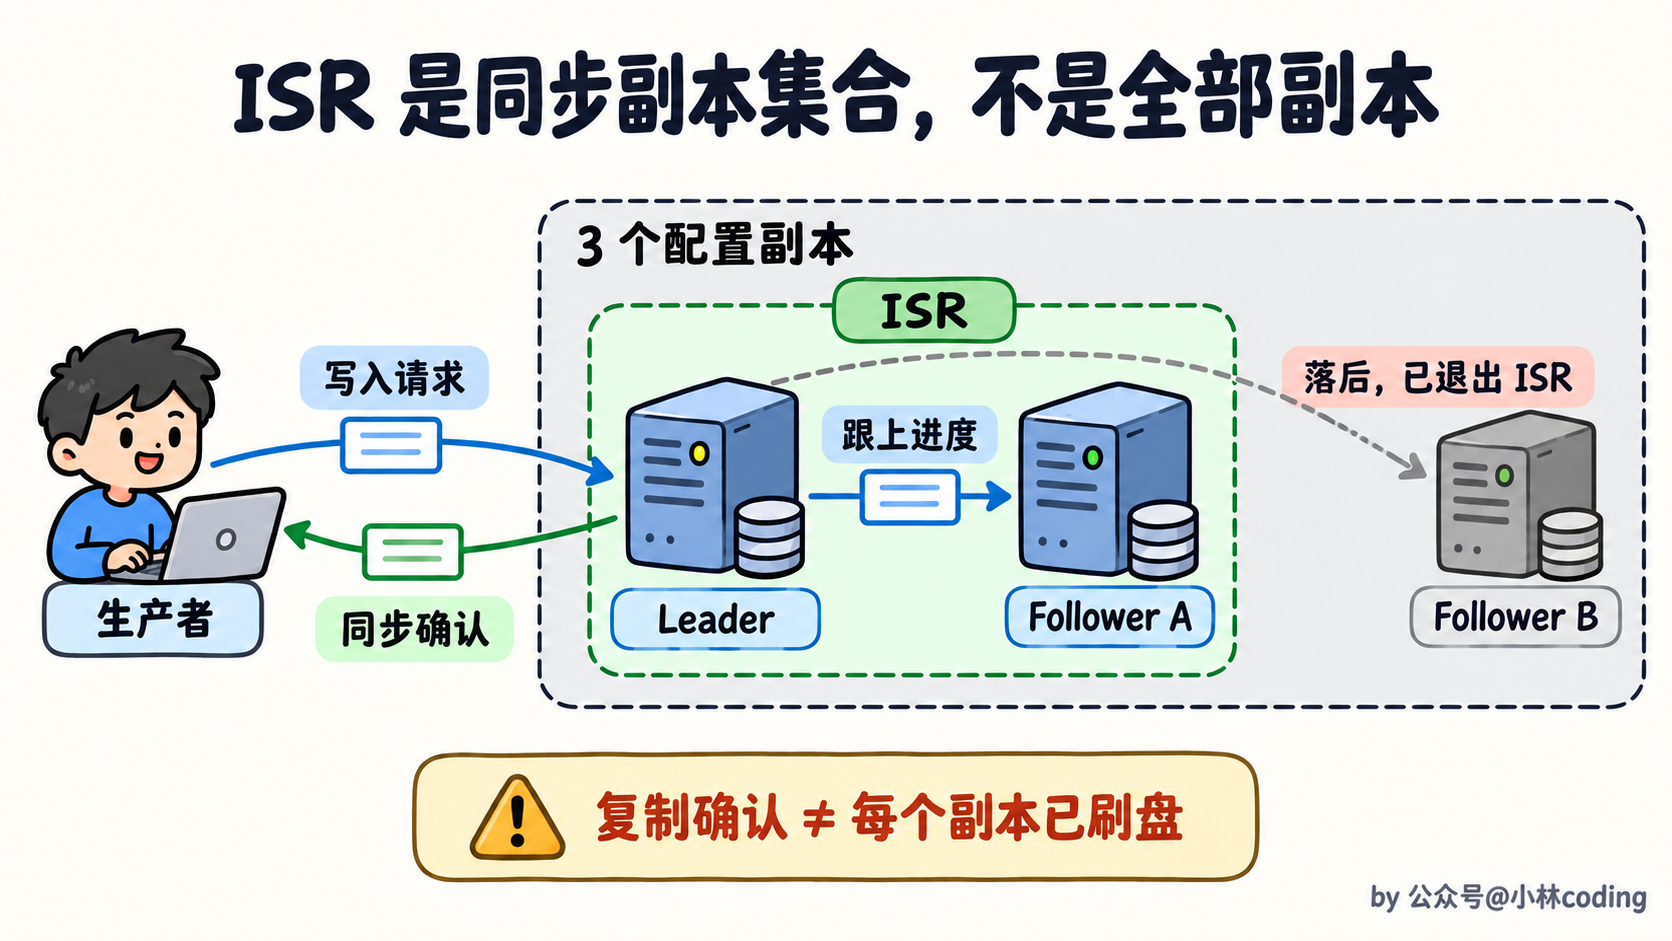 ISR 是同步副本集合，不是全部副本
3 个配置副本
ISR
写入请求
落后，已退出 ISR
跟上进度
同步确认
生产者
Leader
Follower A
Follower B
复制确认 ≠ 每个副本已刷盘
by 公众号@小林coding